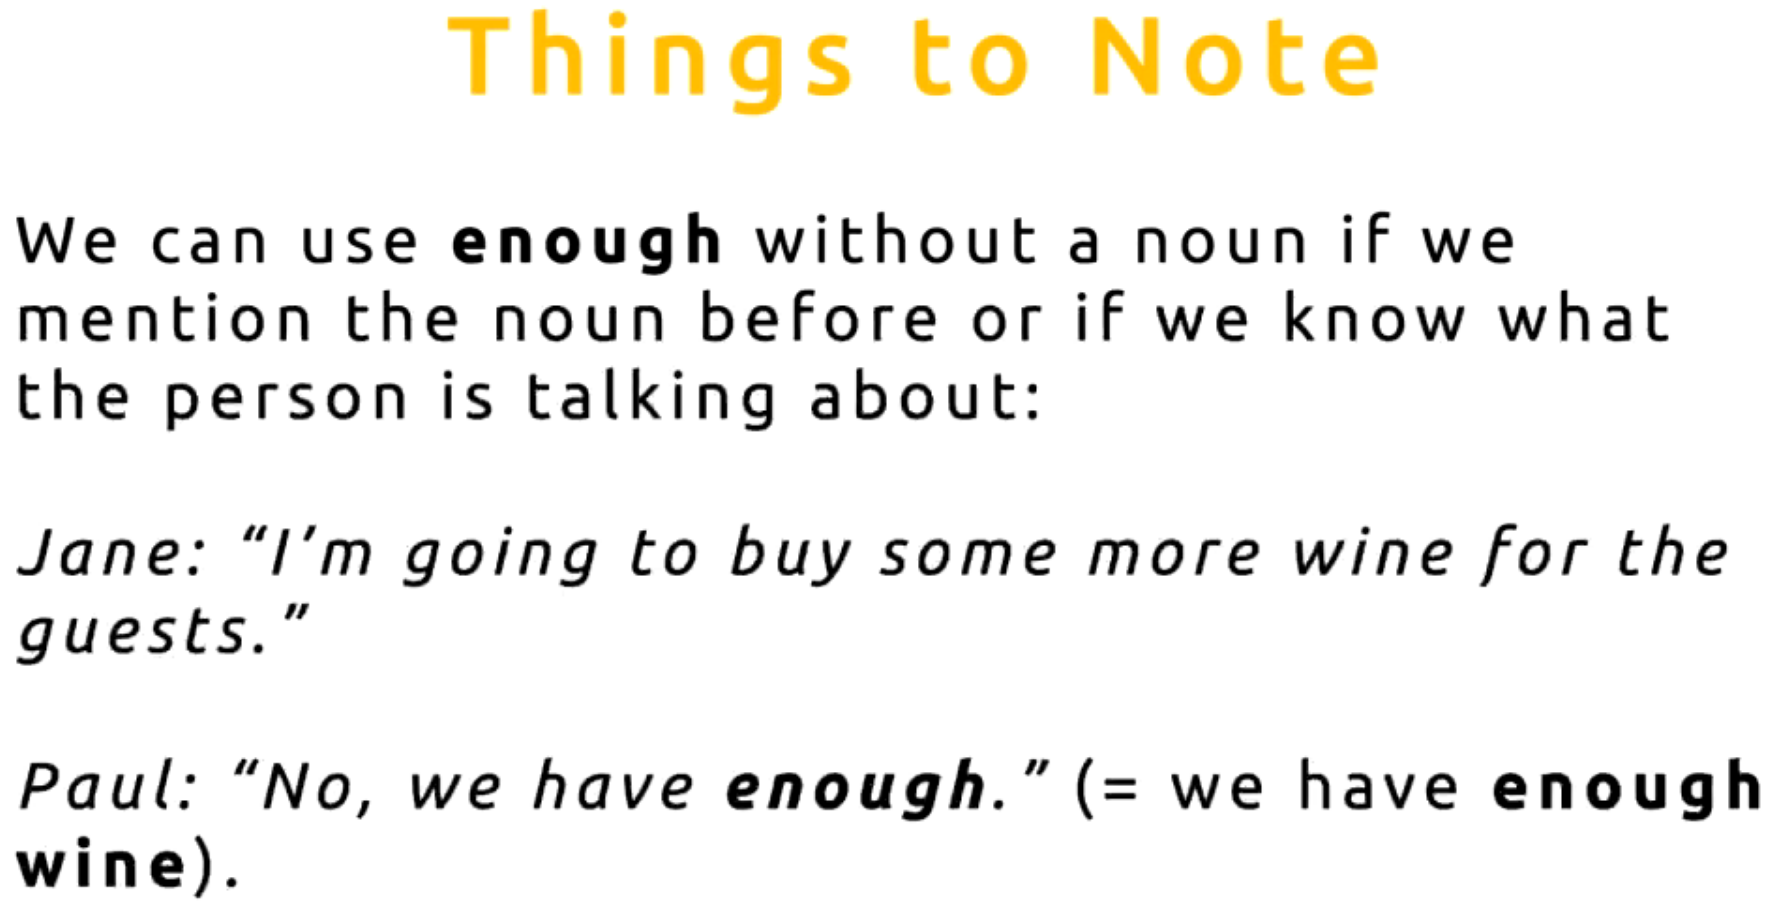 Things to Note
We can use enough without a noun if we
mention the noun before or if we know what
the person is talking about:
Jane: “I’m going to buy some more wine for the
guests.”
Paul: “No, we have enough.” (= we have enough
wine).